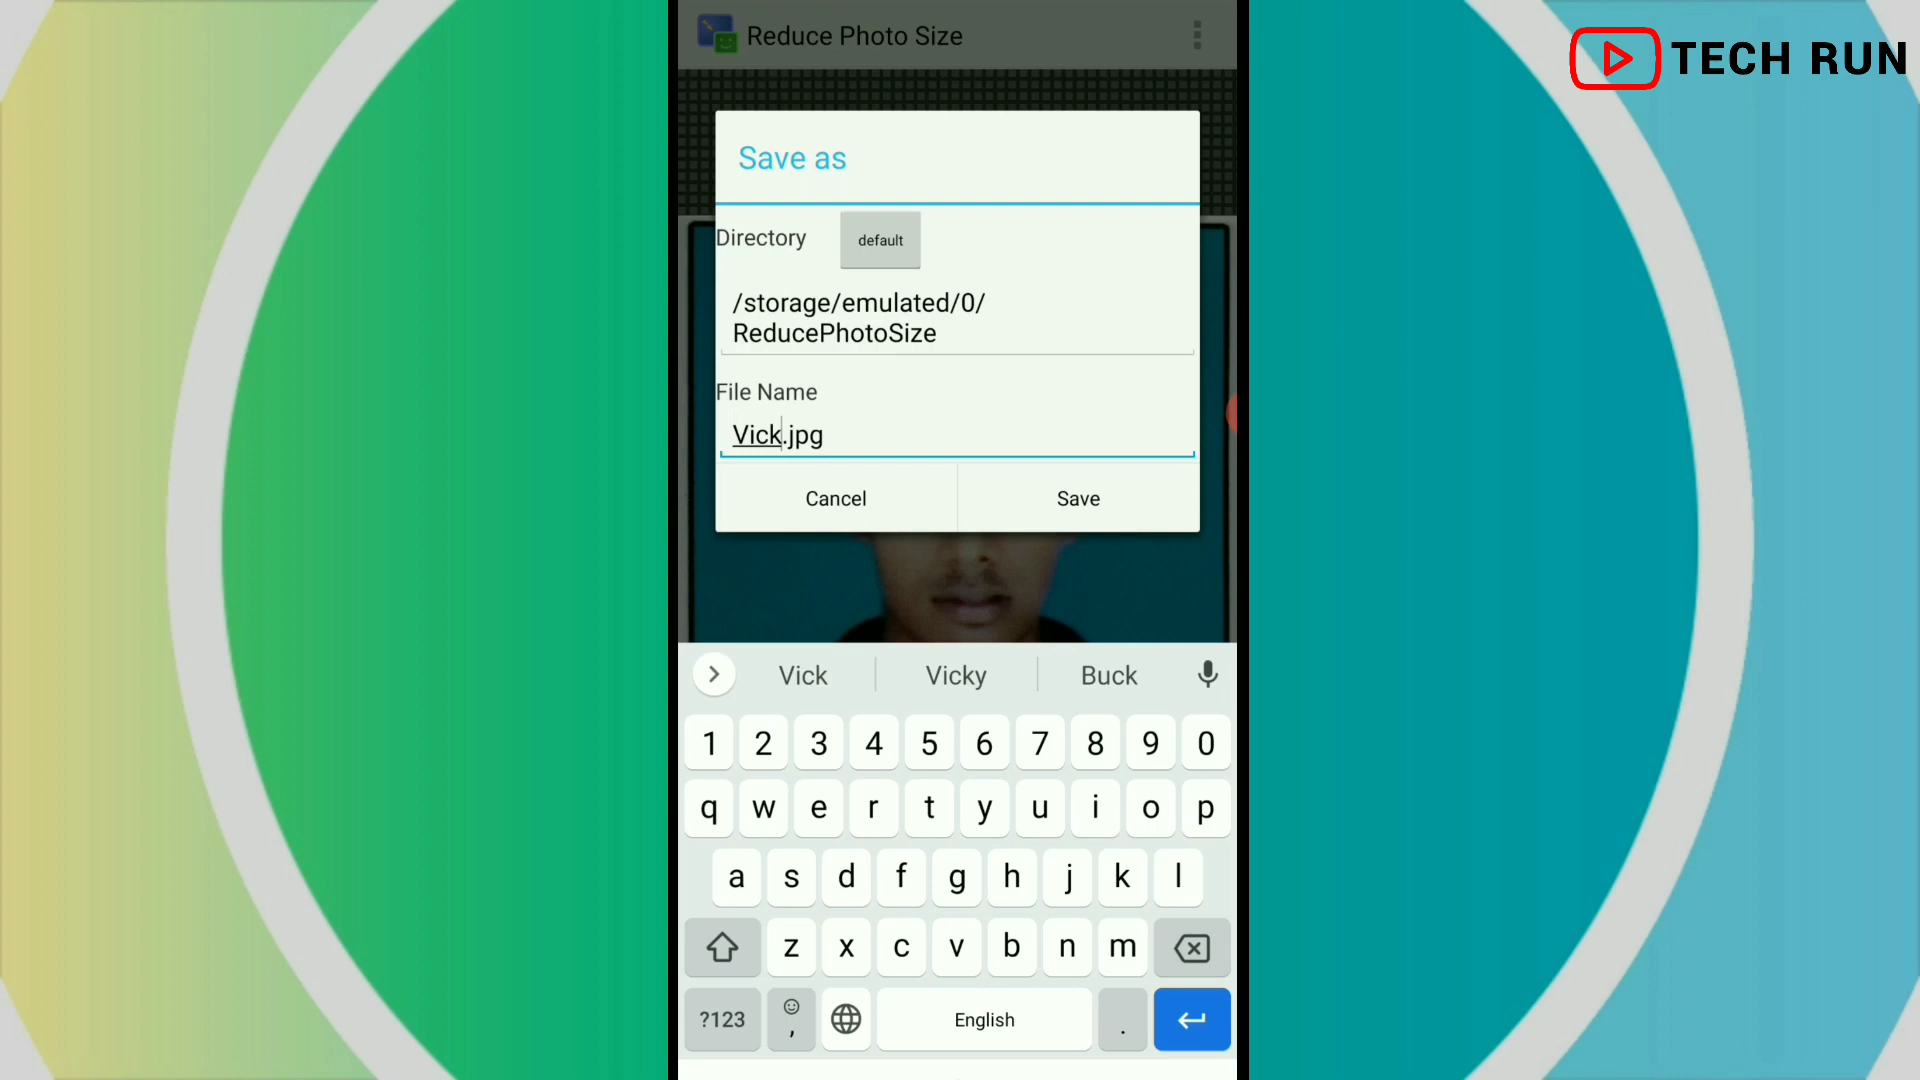 Reduce Photo Size
TECH RUN
Save as
Directory default
/storage/emulated/0/
ReducePhotoSize
File Name
Vick.jpg
Cancel Save
Vick Vicky Buck
1 2 3 4 5 6 7 8 9 0
q w e r t y u i o p
a s d f g h j k l
z x c v b n m
?123 , English .